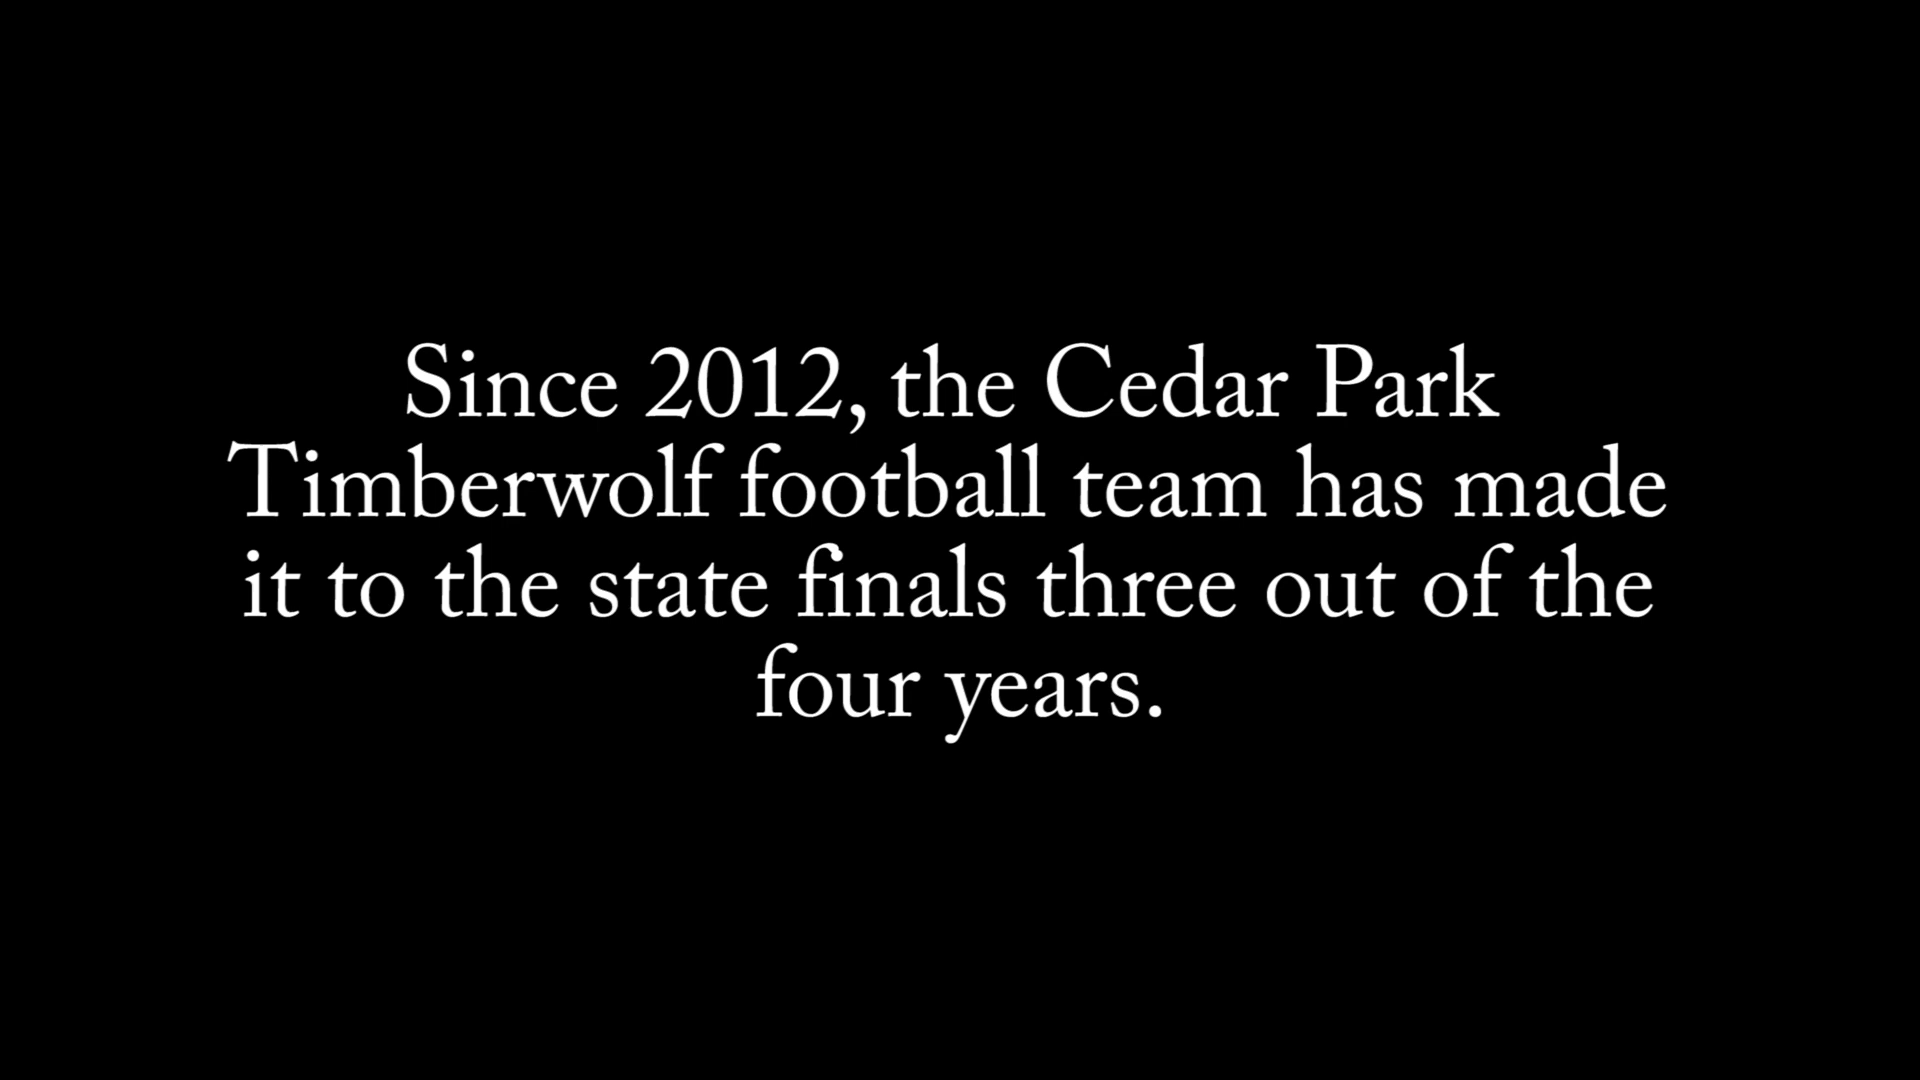 Since 2012, the Cedar Park
Timberwolf football team has made
it to the state finals three out of the
four years.